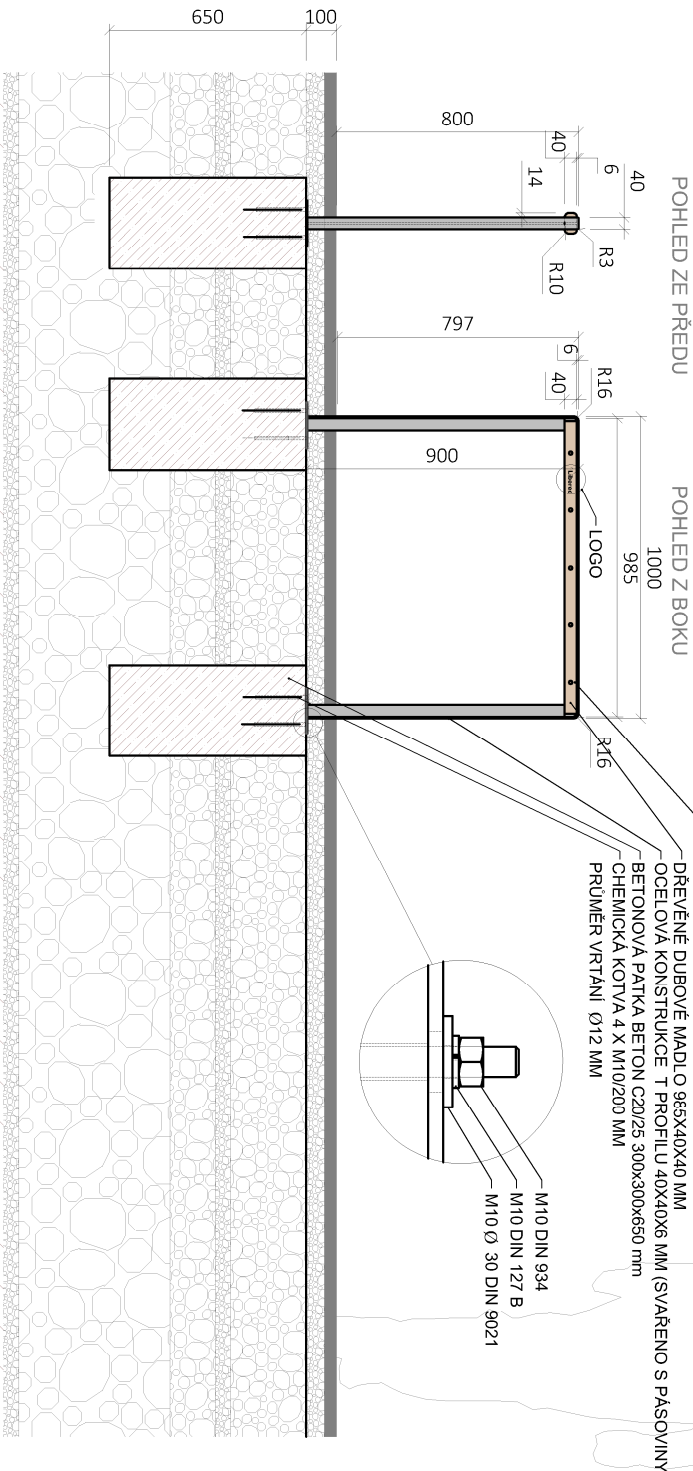 POHLED ZE PŘEDU
POHLED Z BOKU
650
100
800
40
6
40
14
R3
R10
797
6
40
R16
900
1000
985
Liberec
LOGO
R16
DŘEVĚNÉ DUBOVÉ MADLO 985X40X40 MM
OCELOVÁ KONSTRUKCE T PROFILU 40X40X6 MM (SVAŘENO S PÁSOVINY
BETONOVÁ PATKA BETON C20/25 300x300x650 mm
CHEMICKÁ KOTVA 4 X M10/200 MM
PRŮMĚR VRTÁNÍ Ø12 MM
M10 DIN 934
M10 DIN 127 B
M10 Ø 30 DIN 9021